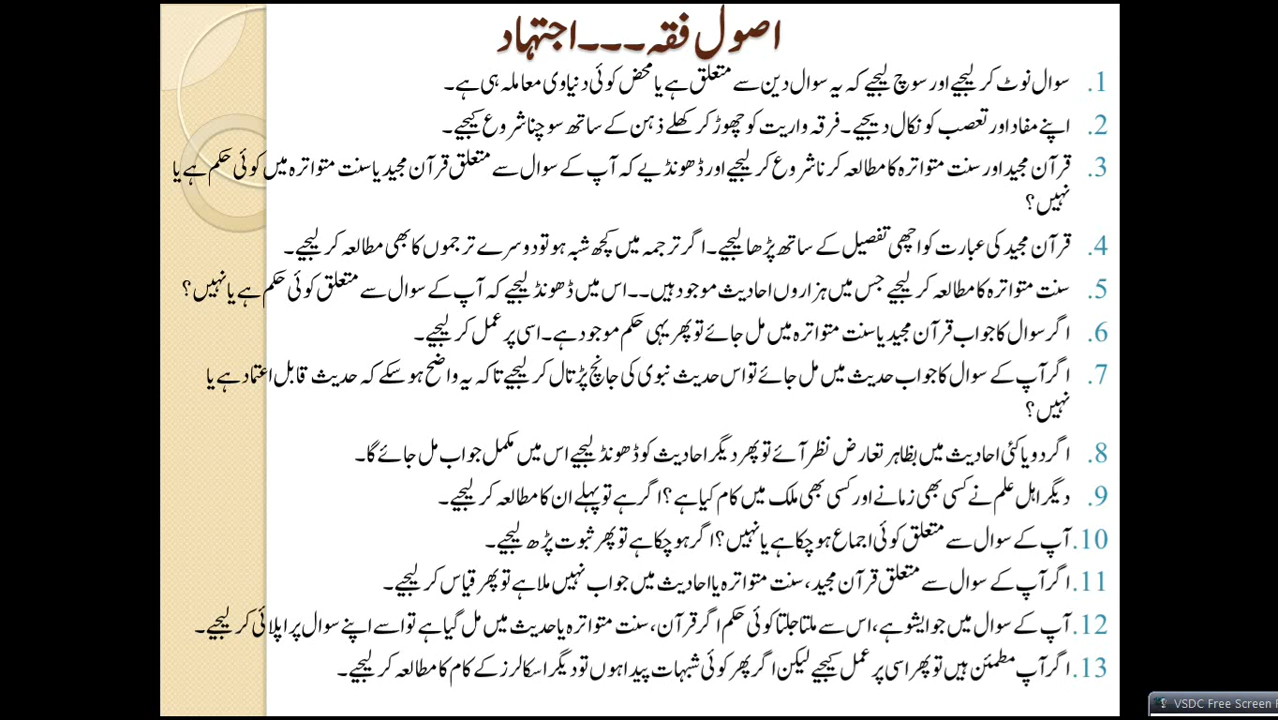 اصول فقہ۔۔۔اجتہاد
1. سوال نوٹ کر لیجیے اور سوچ لیجیے کہ یہ سوال دین سے متعلق ہے یا محض کوئی دنیاوی معاملہ ہی ہے۔
2. اپنے مفاد اور تعصب کو نکال دیجیے۔فرقہ واریت کو چھوڑ کر کھلے ذہن کے ساتھ سوچنا شروع کیجیے۔
3. قرآن مجید اور سنت متواترہ کا مطالعہ کرنا شروع کر لیجیے اور ڈھونڈیے کہ آپ کے سوال سے متعلق قرآن مجید یا سنت متواترہ میں کوئی حکم ہے یا
نہیں؟
4. قرآن مجید کی عبارت کو اچھی تفصیل کے ساتھ پڑھا لیجیے۔اگر ترجمہ میں کچھ شبہ ہو تو دوسرے ترجموں کا بھی مطالعہ کر لیجیے۔
5. سنت متواترہ کا مطالعہ کر لیجیے جس میں ہزاروں احادیث موجود ہیں۔۔اس میں ڈھونڈ لیجیے کہ آپ کے سوال سے متعلق کوئی حکم ہے یا نہیں؟
6. اگر سوال کا جواب قرآن مجید یا سنت متواترہ میں مل جائے تو پھر یہی حکم موجود ہے۔اسی پر عمل کر لیجیے۔
7. اگر آپ کے سوال کا جواب حدیث میں مل جائے تو اس حدیث نبوی کی جانچ پڑتال کر لیجیے تاکہ یہ واضح ہو سکے کہ حدیث قابل اعتماد ہے یا
نہیں؟
8. اگر دو یا کئی احادیث میں بظاہر تعارض نظر آئے تو پھر دیگر احادیث کو ڈھونڈ لیجیے اس میں مکمل جواب مل جائے گا۔
9. دیگر اہل علم نے کسی بھی زمانے اور کسی بھی ملک میں کام کیا ہے؟اگر ہے تو پہلے ان کا مطالعہ کر لیجیے۔
10. آپ کے سوال سے متعلق کوئی اجماع ہو چکا ہے یا نہیں؟اگر ہو چکا ہے تو پھر ثبوت پڑھ لیجیے۔
11. اگر آپ کے سوال سے متعلق قرآن مجید، سنت متواترہ یا احادیث میں جواب نہیں ملا ہے تو پھر قیاس کر لیجیے۔
12. آپ کے سوال میں جو ایشو ہے، اس سے ملتا جلتا کوئی حکم اگر قرآن، سنت متواترہ یا حدیث میں مل گیا ہے تو اسے اپنے سوال پر اپلائی کر لیجیے۔
13. اگر آپ مطمئن ہیں تو پھر اسی پر عمل کیجیے لیکن اگر پھر کوئی شبہات پیدا ہوں تو دیگر اسکالرز کے کام کا مطالعہ کر لیجیے۔
VSDC Free Screen